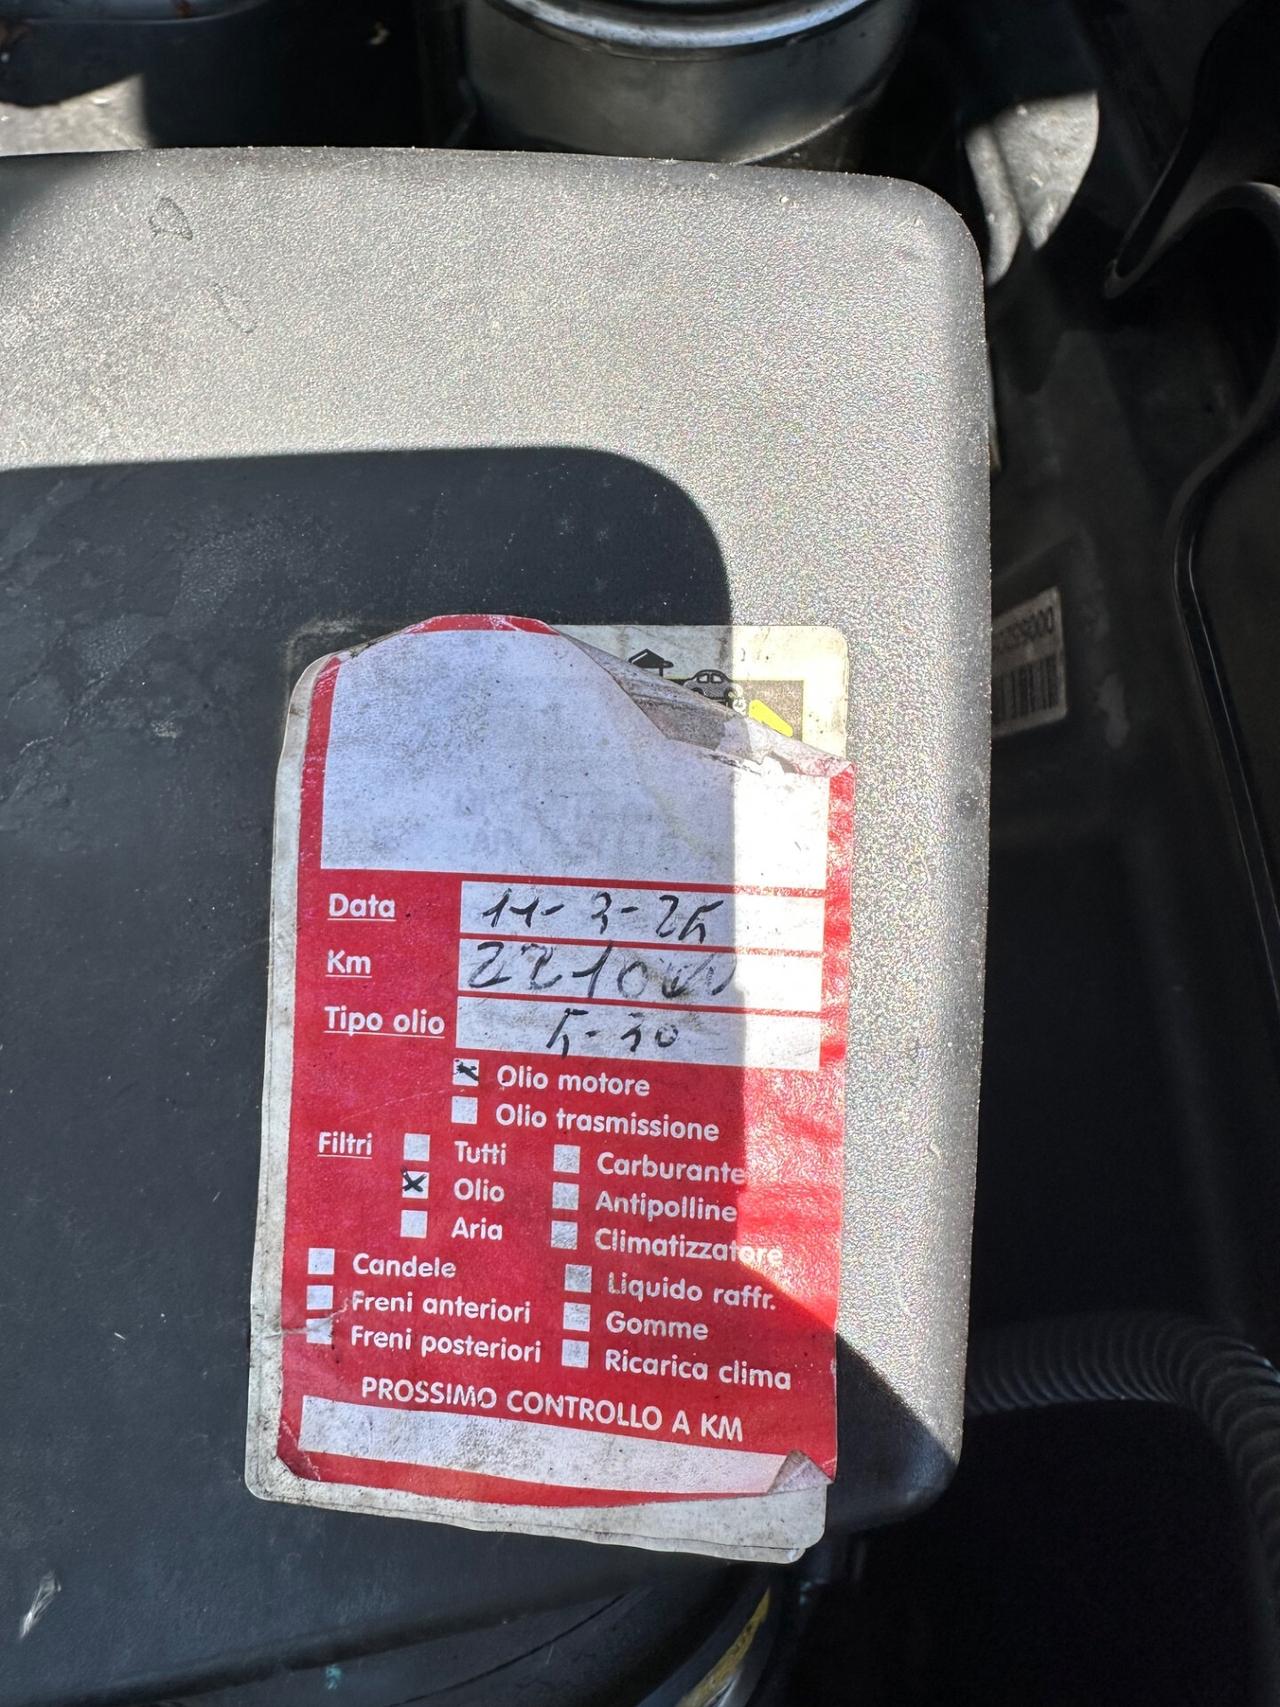 Data 11-3-25
Km 221000
Tipo olio 5-30
Olio motore
Olio trasmissione
Filtri Tutti Carburante
Olio Antipolline
Aria Climatizzatore
Candele Liquido raffr.
Freni anteriori Gomme
Freni posteriori Ricarica clima
PROSSIMO CONTROLLO A KM